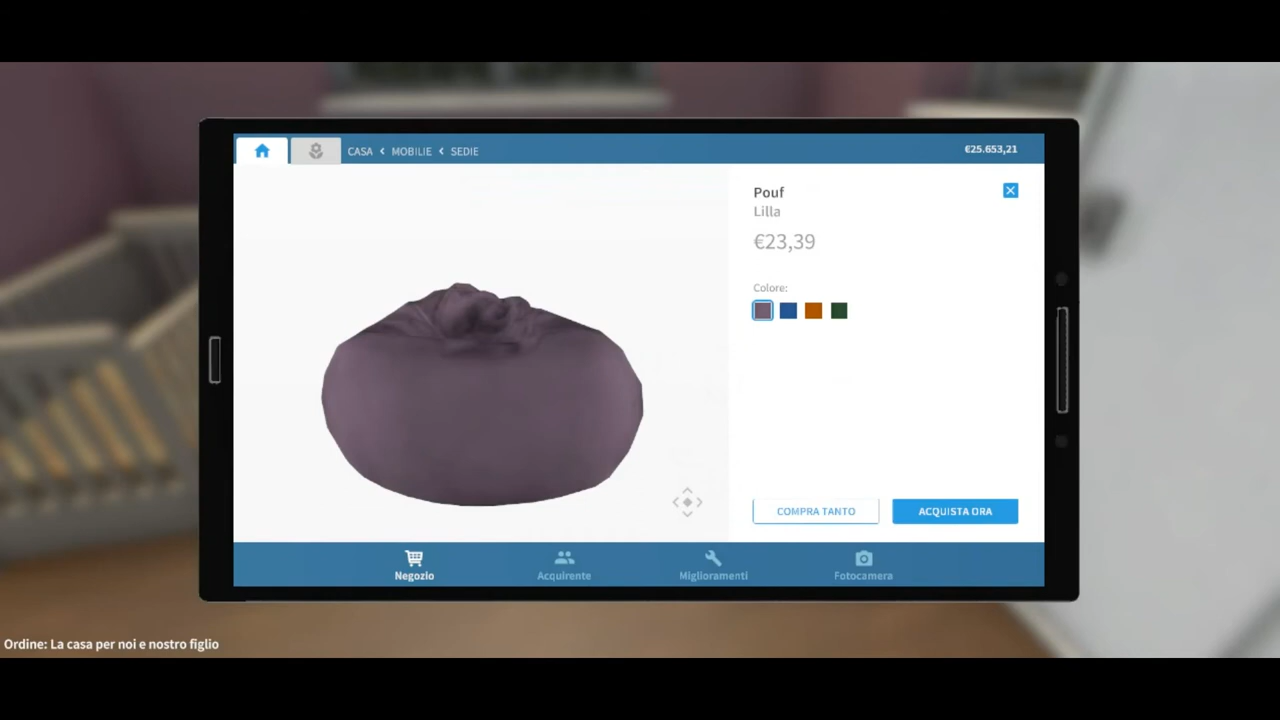 CASA < MOBILIE < SEDIE
€25.653,21
Pouf
Lilla
€23,39
Colore:
COMPRA TANTO
ACQUISTA ORA
Negozio
Acquirente
Miglioramenti
Fotocamera
Ordine: La casa per noi e nostro figlio